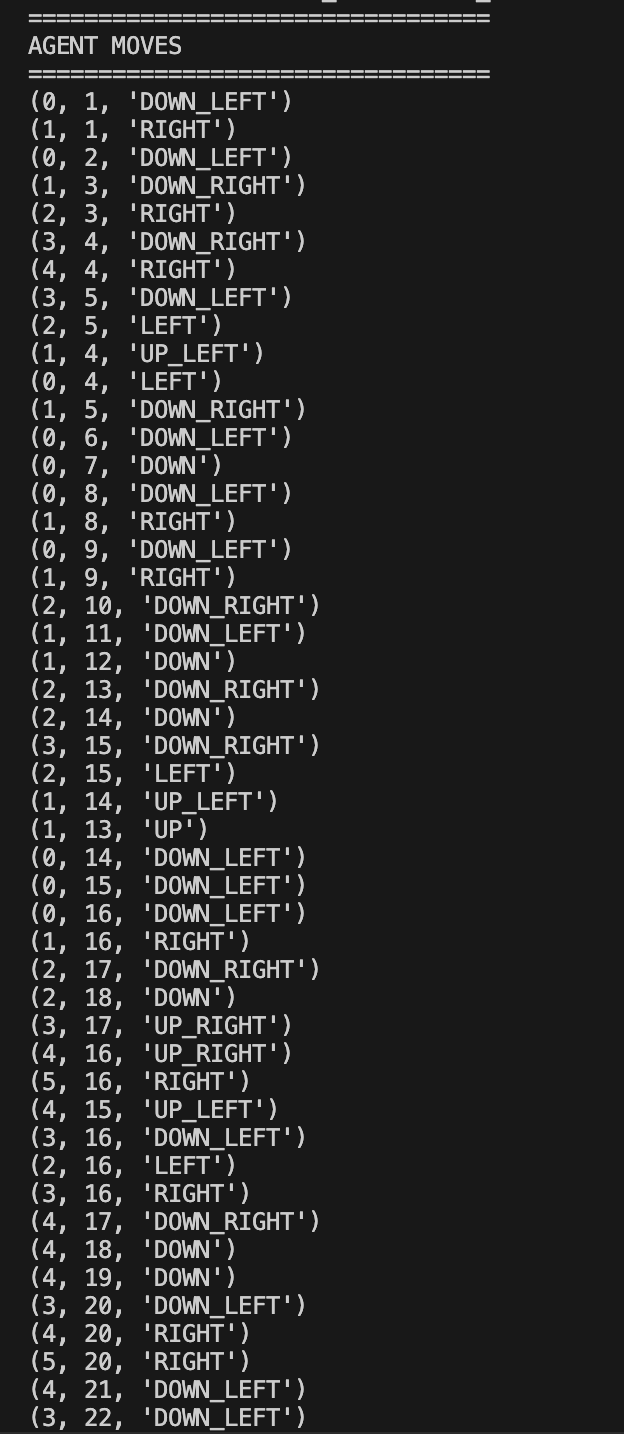 ==================================
AGENT MOVES
==================================
(0, 1, 'DOWN_LEFT')
(1, 1, 'RIGHT')
(0, 2, 'DOWN_LEFT')
(1, 3, 'DOWN_RIGHT')
(2, 3, 'RIGHT')
(3, 4, 'DOWN_RIGHT')
(4, 4, 'RIGHT')
(3, 5, 'DOWN_LEFT')
(2, 5, 'LEFT')
(1, 4, 'UP_LEFT')
(0, 4, 'LEFT')
(1, 5, 'DOWN_RIGHT')
(0, 6, 'DOWN_LEFT')
(0, 7, 'DOWN')
(0, 8, 'DOWN_LEFT')
(1, 8, 'RIGHT')
(0, 9, 'DOWN_LEFT')
(1, 9, 'RIGHT')
(2, 10, 'DOWN_RIGHT')
(1, 11, 'DOWN_LEFT')
(1, 12, 'DOWN')
(2, 13, 'DOWN_RIGHT')
(2, 14, 'DOWN')
(3, 15, 'DOWN_RIGHT')
(2, 15, 'LEFT')
(1, 14, 'UP_LEFT')
(1, 13, 'UP')
(0, 14, 'DOWN_LEFT')
(0, 15, 'DOWN_LEFT')
(0, 16, 'DOWN_LEFT')
(1, 16, 'RIGHT')
(2, 17, 'DOWN_RIGHT')
(2, 18, 'DOWN')
(3, 17, 'UP_RIGHT')
(4, 16, 'UP_RIGHT')
(5, 16, 'RIGHT')
(4, 15, 'UP_LEFT')
(3, 16, 'DOWN_LEFT')
(2, 16, 'LEFT')
(3, 16, 'RIGHT')
(4, 17, 'DOWN_RIGHT')
(4, 18, 'DOWN')
(4, 19, 'DOWN')
(3, 20, 'DOWN_LEFT')
(4, 20, 'RIGHT')
(5, 20, 'RIGHT')
(4, 21, 'DOWN_LEFT')
(3, 22, 'DOWN_LEFT')